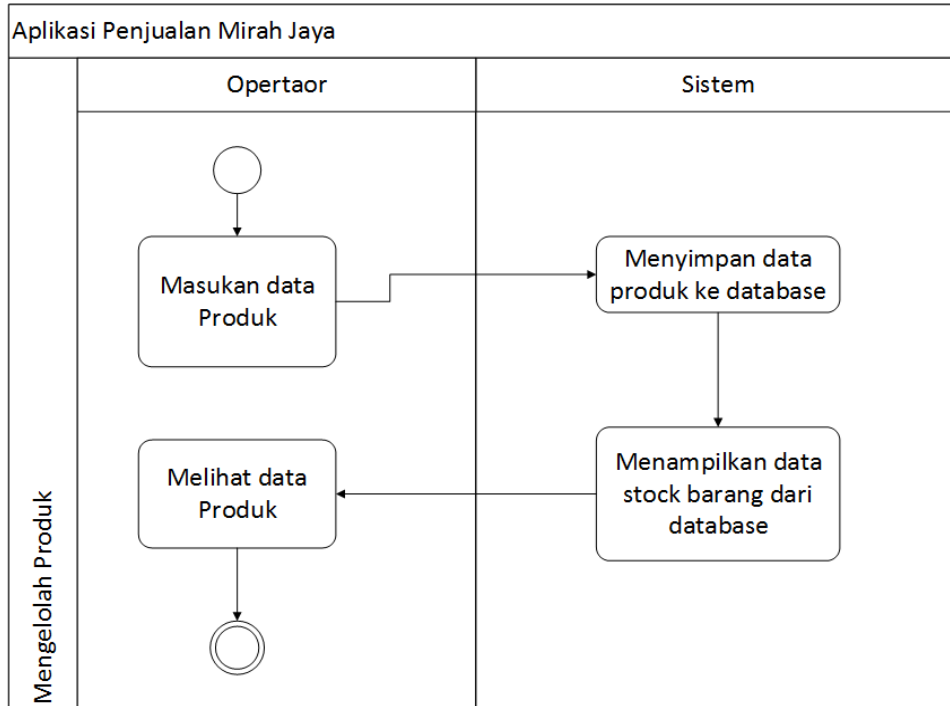 Aplikasi Penjualan Mirah Jaya
Opertaor
Sistem
Mengelolah Produk
Masukan data
Produk
Menyimpan data
produk ke database
Melihat data
Produk
Menampilkan data
stock barang dari
database